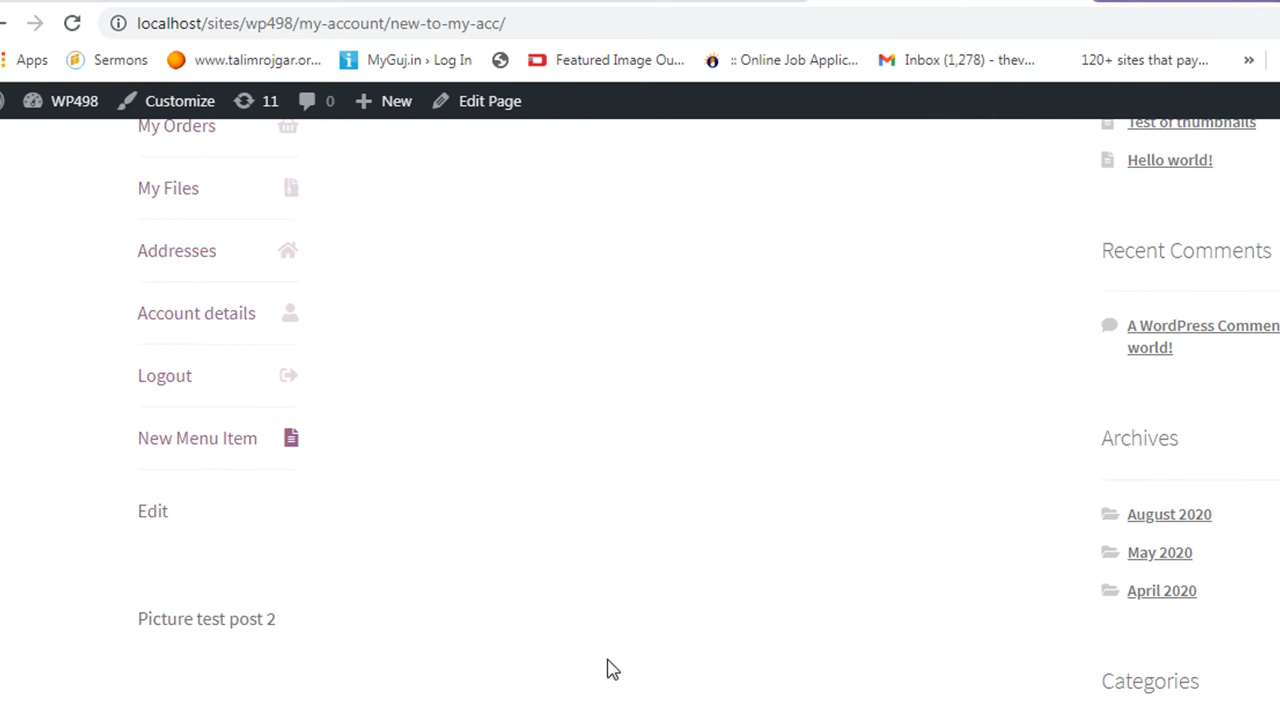 localhost/sites/wp498/my-account/new-to-my-acc/
Apps Sermons www.talimrojgar.or... MyGuj.in › Log In Featured Image Ou... :: Online Job Applic... Inbox (1,278) - thev... 120+ sites that pay... »
WP498 Customize 11 0 New Edit Page
My Orders
My Files
Addresses
Account details
Logout
New Menu Item
Edit
Picture test post 2
Test of thumbnails
Hello world!
Recent Comments
A WordPress Commen
world!
Archives
August 2020
May 2020
April 2020
Categories